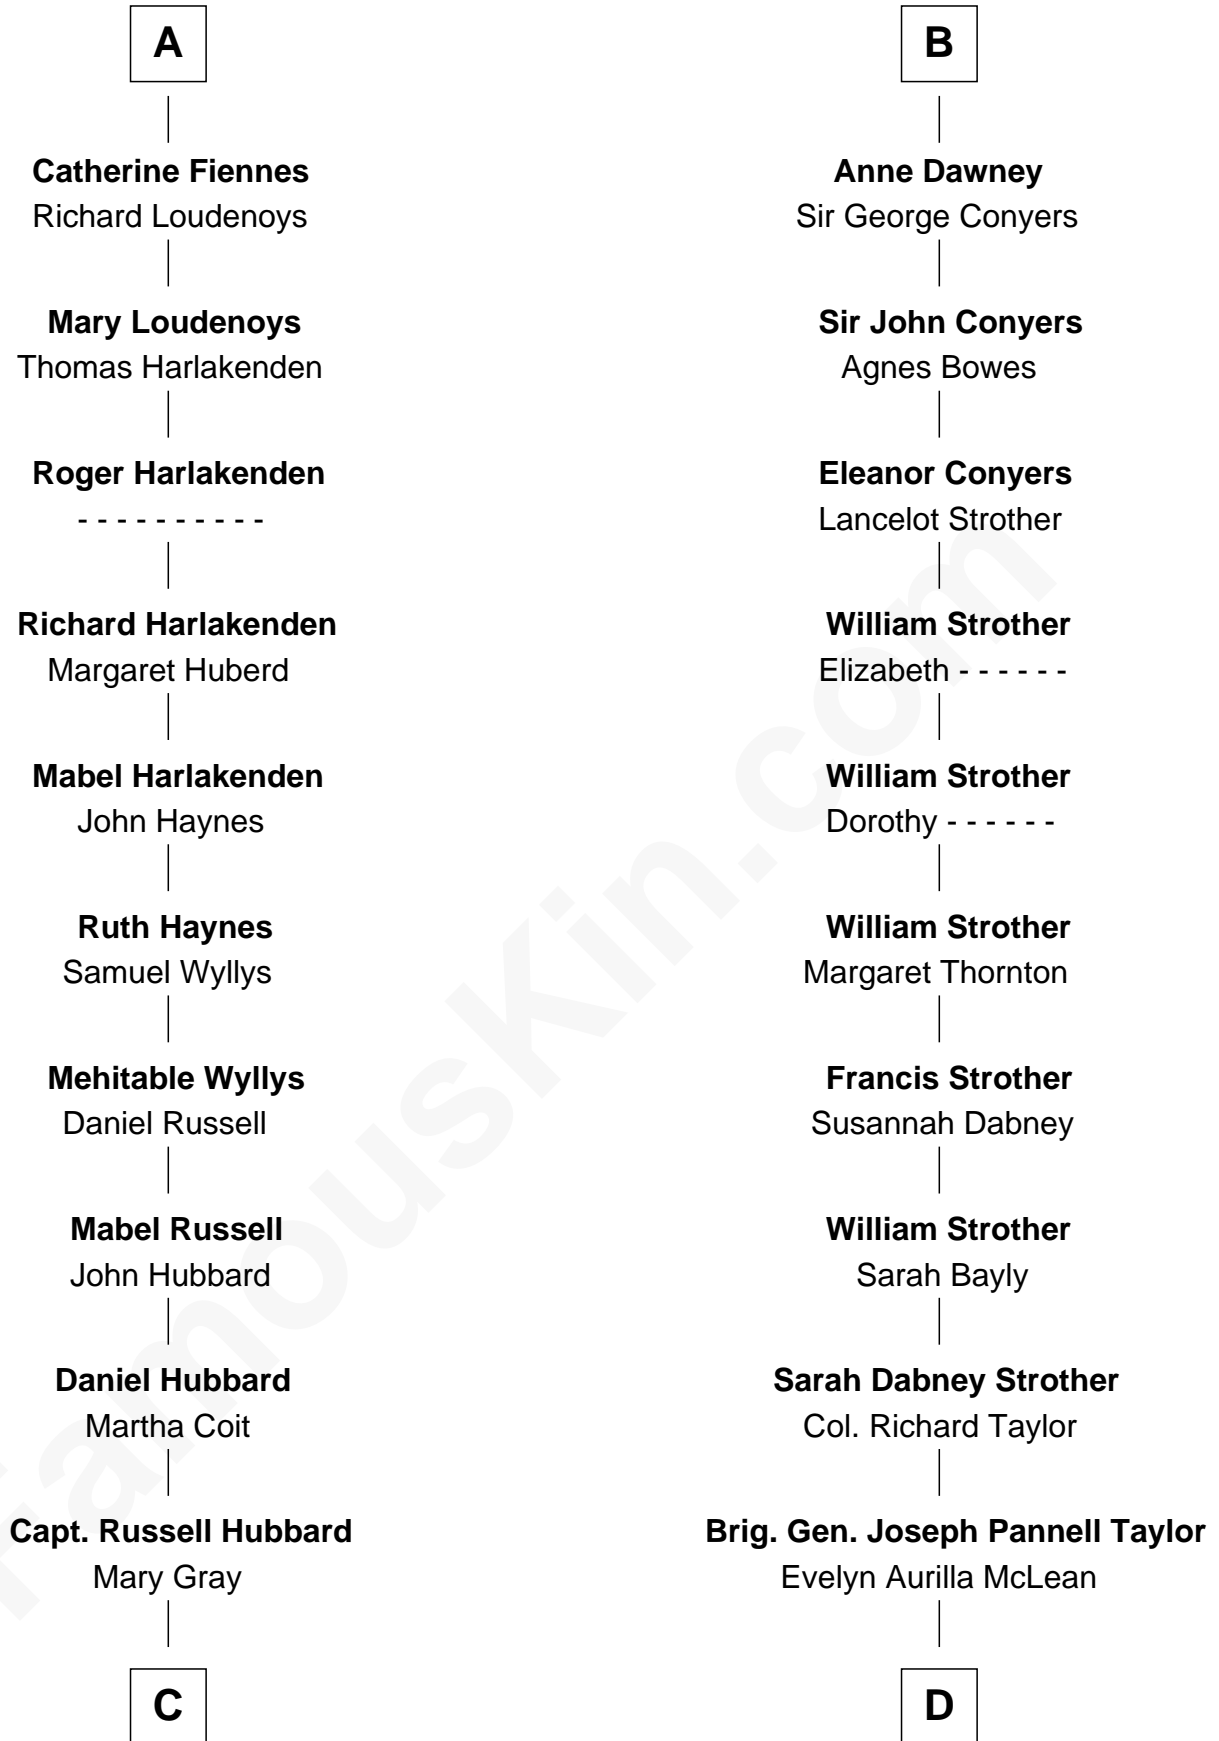 A
Catherine Fiennes
Richard Loudenoys
Mary Loudenoys
Thomas Harlakenden
Roger Harlakenden
- - - - - - - - - -
Richard Harlakenden
Margaret Huberd
Mabel Harlakenden
John Haynes
Ruth Haynes
Samuel Wyllys
Mehitable Wyllys
Daniel Russell
Mabel Russell
John Hubbard
Daniel Hubbard
Martha Coit
Capt. Russell Hubbard
Mary Gray
C
B
Anne Dawney
Sir George Conyers
Sir John Conyers
Agnes Bowes
Eleanor Conyers
Lancelot Strother
William Strother
Elizabeth - - - - - -
William Strother
Dorothy - - - - - -
William Strother
Margaret Thornton
Francis Strother
Susannah Dabney
William Strother
Sarah Bayly
Sarah Dabney Strother
Col. Richard Taylor
Brig. Gen. Joseph Pannell Taylor
Evelyn Aurilla McLean
D
FamousKin.com